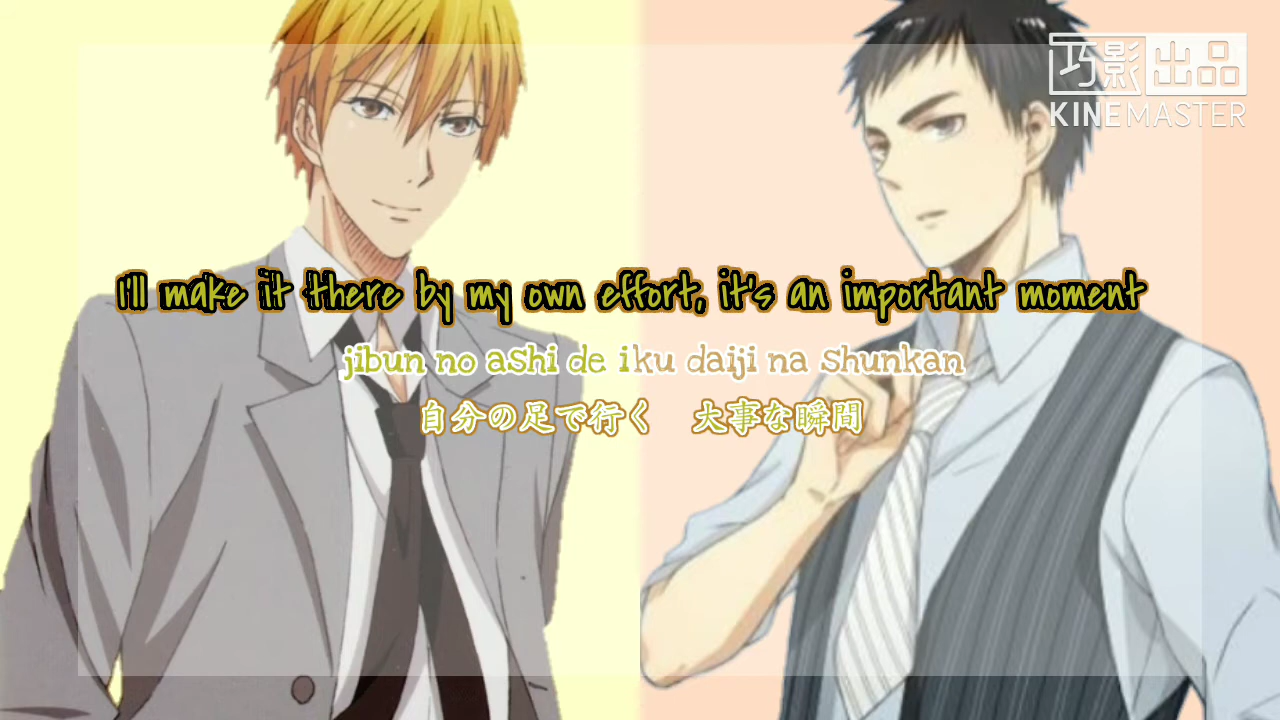 巧影出品
KINEMASTER
I'll make it there by my own effort, it's an important moment
jibun no ashi de iku daiji na shunkan
自分の足で行く　大事な瞬間